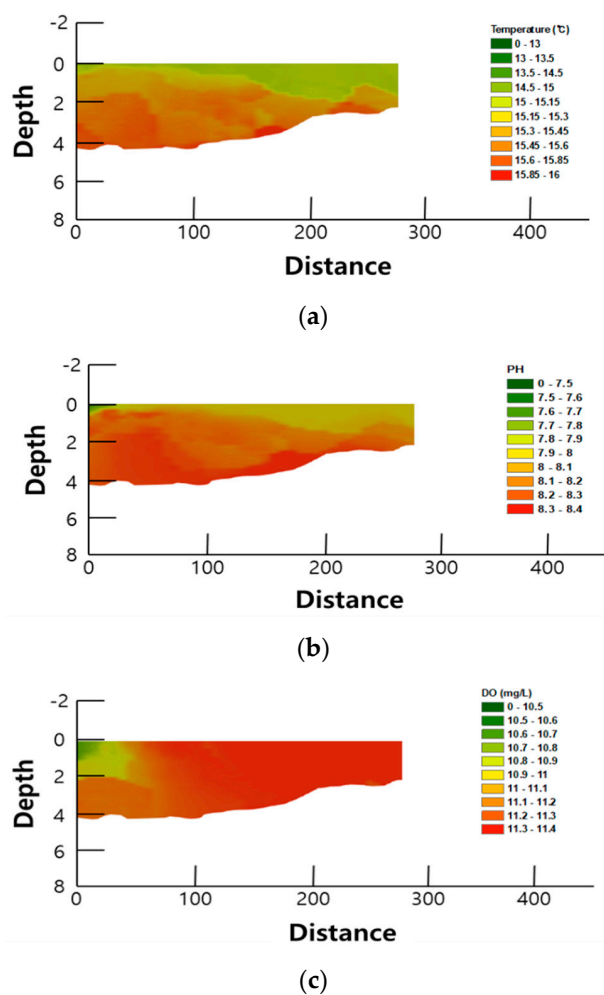 -2
0
2
4
6
8
Depth
0
100
200
300
400
Distance
Temperature (℃)
0 - 13
13 - 13.5
13.5 - 14.5
14.5 - 15
15 - 15.15
15.15 - 15.3
15.3 - 15.45
15.45 - 15.6
15.6 - 15.85
15.85 - 16
(a)
-2
0
2
4
6
8
Depth
0
100
200
300
400
Distance
PH
0 - 7.5
7.5 - 7.6
7.6 - 7.7
7.7 - 7.8
7.8 - 7.9
7.9 - 8
8 - 8.1
8.1 - 8.2
8.2 - 8.3
8.3 - 8.4
(b)
-2
0
2
4
6
8
Depth
0
100
200
300
400
Distance
DO (mg/L)
0 - 10.5
10.5 - 10.6
10.6 - 10.7
10.7 - 10.8
10.8 - 10.9
10.9 - 11
11 - 11.1
11.1 - 11.2
11.2 - 11.3
11.3 - 11.4
(c)